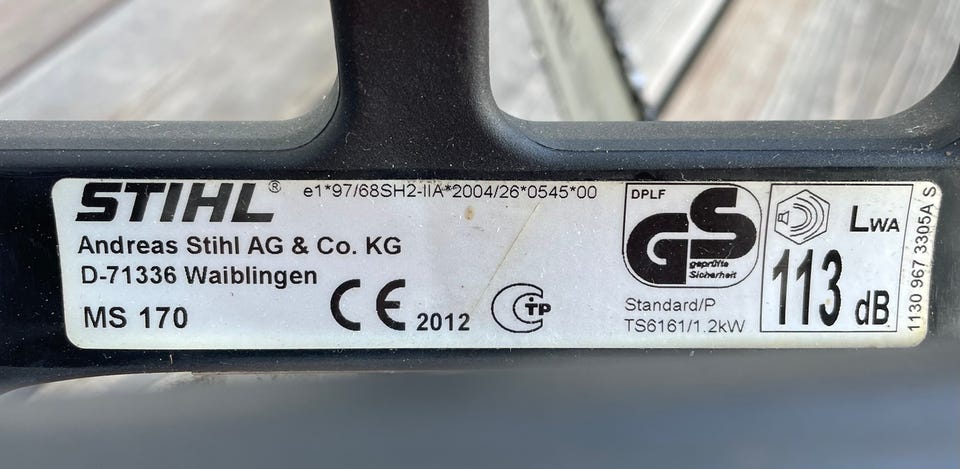 STIHL®
e1*97/68SH2-IIA*2004/26*0545*00
Andreas Stihl AG & Co. KG
D-71336 Waiblingen
MS 170
CE 2012
C TP
DPLF
GS
geprüfte
Sicherheit
Standard/P
TS6161/1.2kW
LWA
113 dB
1130 967 3305A S